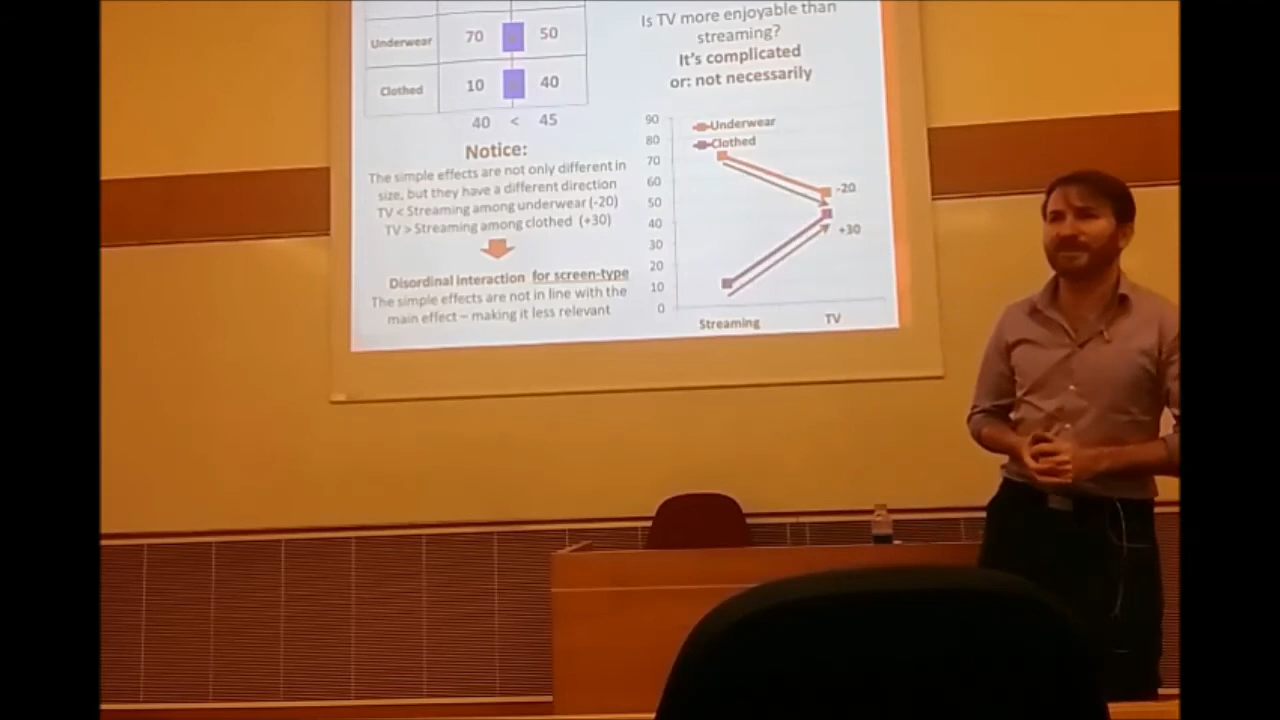 Underwear 70 50
Clothed 10 40
40 < 45
Notice:
The simple effects are not only different in
size, but they have a different direction
TV < Streaming among underwear (-20)
TV > Streaming among clothed (+30)
Disordinal interaction for screen-type
The simple effects are not in line with the
main effect – making it less relevant
Is TV more enjoyable than
streaming?
It's complicated
or: not necessarily
90
80
70
60
50
40
30
20
10
0
Underwear
Clothed
-20
+30
Streaming TV